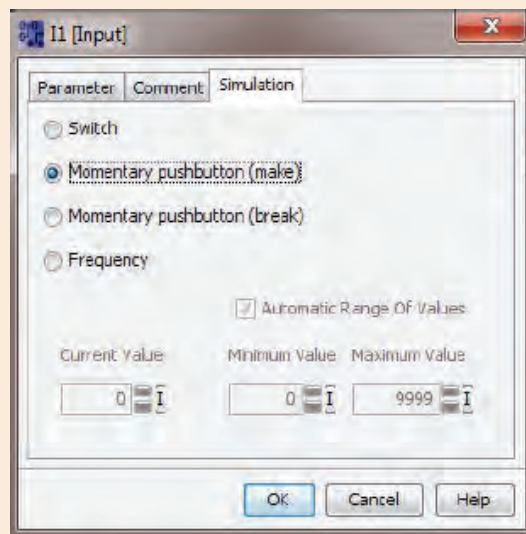 I1 [Input]
Parameter Comment Simulation
Switch
Momentary pushbutton (make)
Momentary pushbutton (break)
Frequency
Automatic Range Of Values
Current Value Minimum Value Maximum Value
0 0 9999
OK Cancel Help